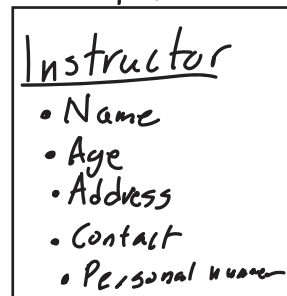 Instructor
• Name
• Age
• Address
• Contact
• Personal